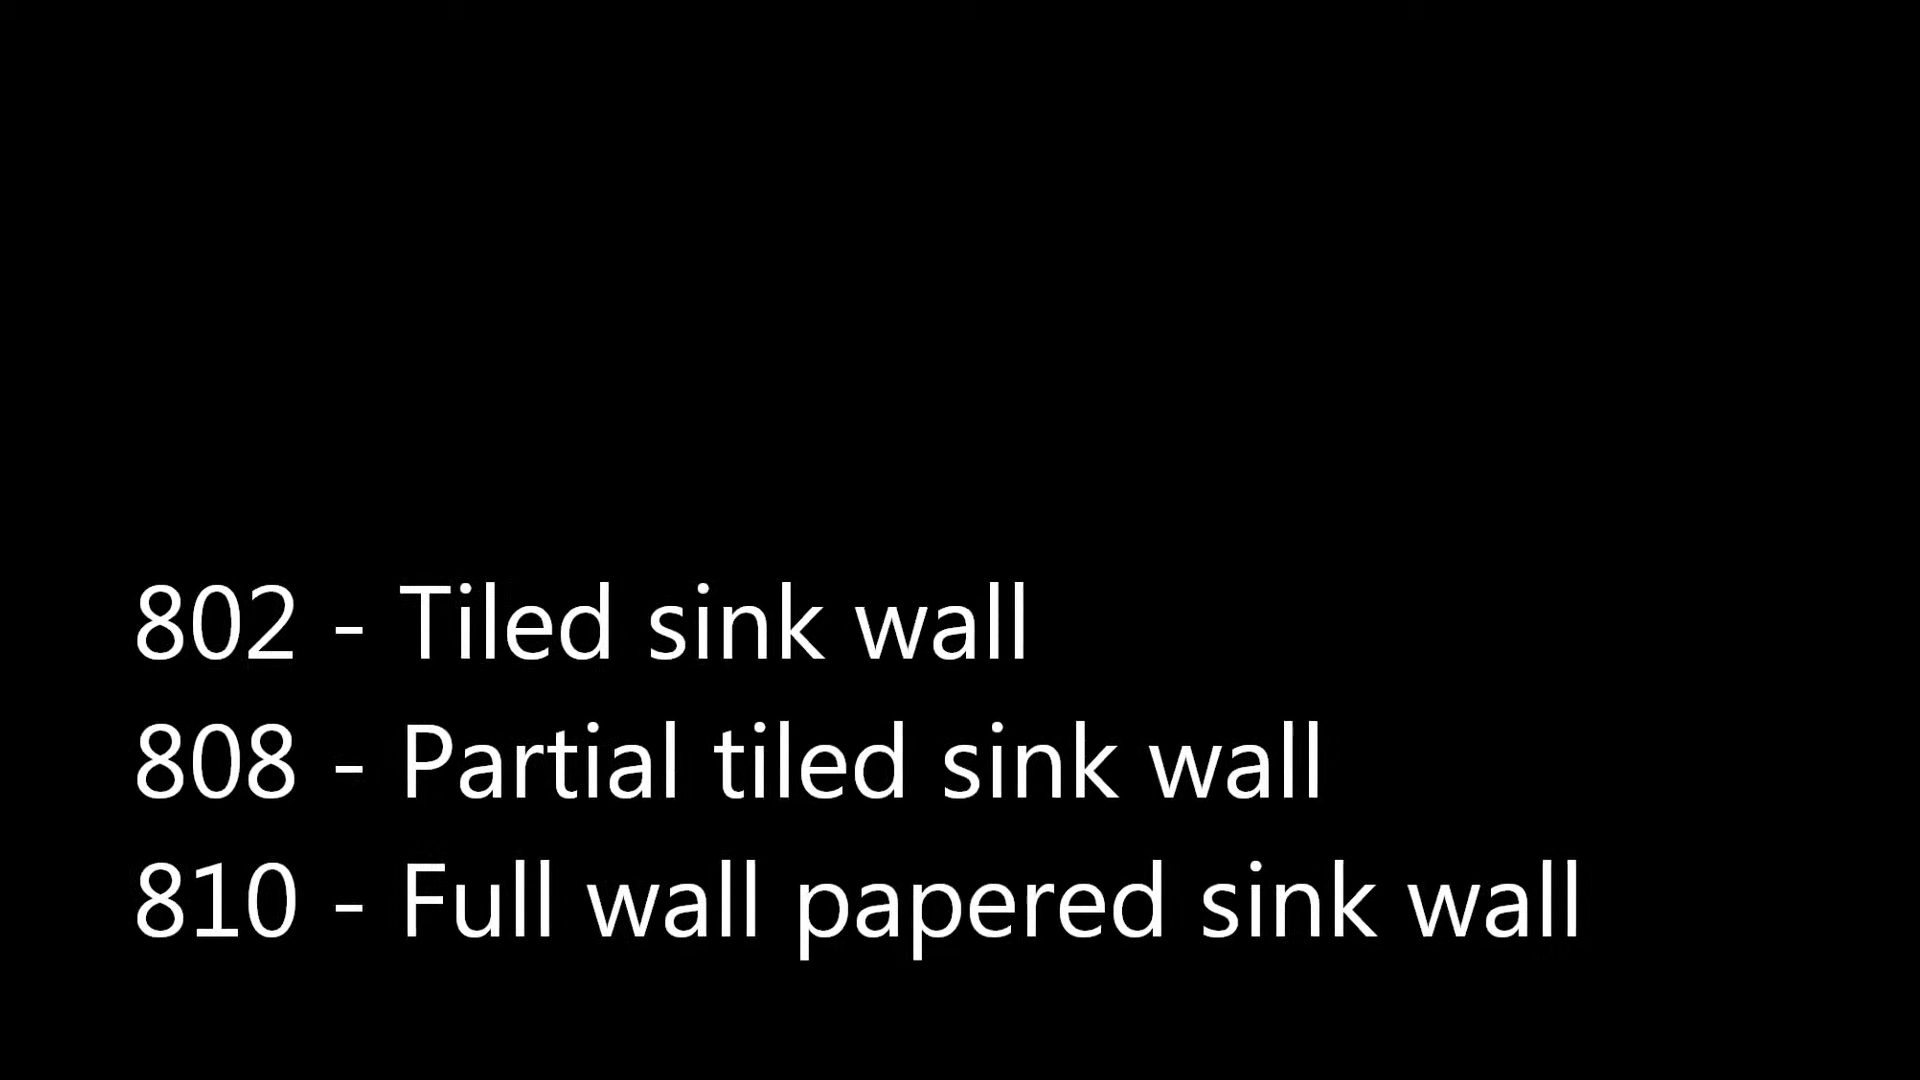 802 - Tiled sink wall
808 - Partial tiled sink wall
810 - Full wall papered sink wall